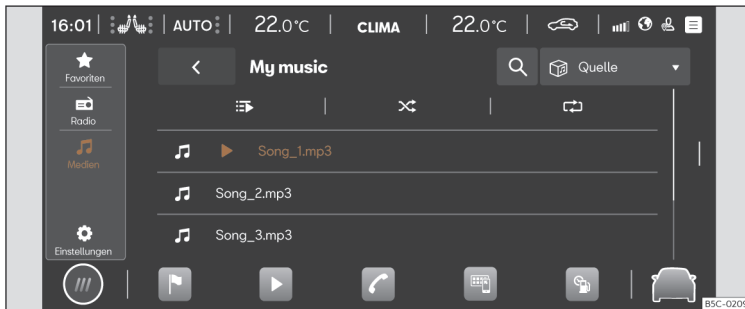 16:01 AUTO 22.0°C CLIMA 22.0°C
Favoriten
Radio
Medien
Einstellungen
My music
Quelle
Song_1.mp3
Song_2.mp3
Song_3.mp3
B5C-0209